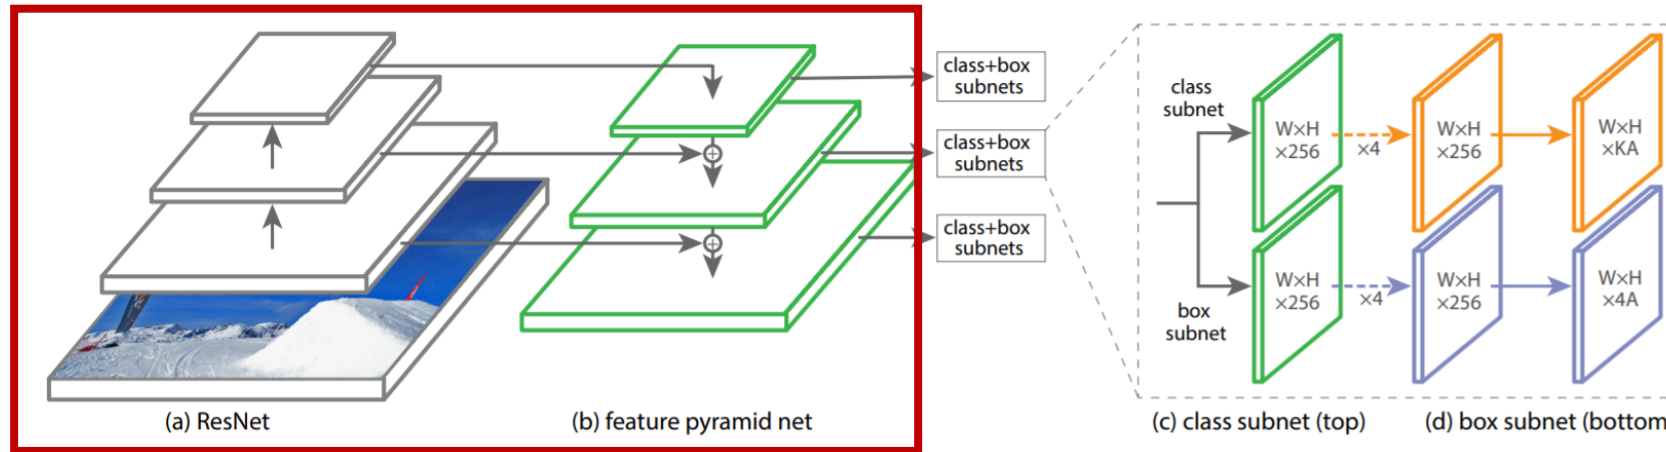 class+box
subnets
class+box
subnets
class+box
subnets
class
subnet
W×H
×256
×4
W×H
×256
W×H
×KA
box
subnet
W×H
×256
×4
W×H
×256
W×H
×4A
(a) ResNet
(b) feature pyramid net
(c) class subnet (top)
(d) box subnet (bottom